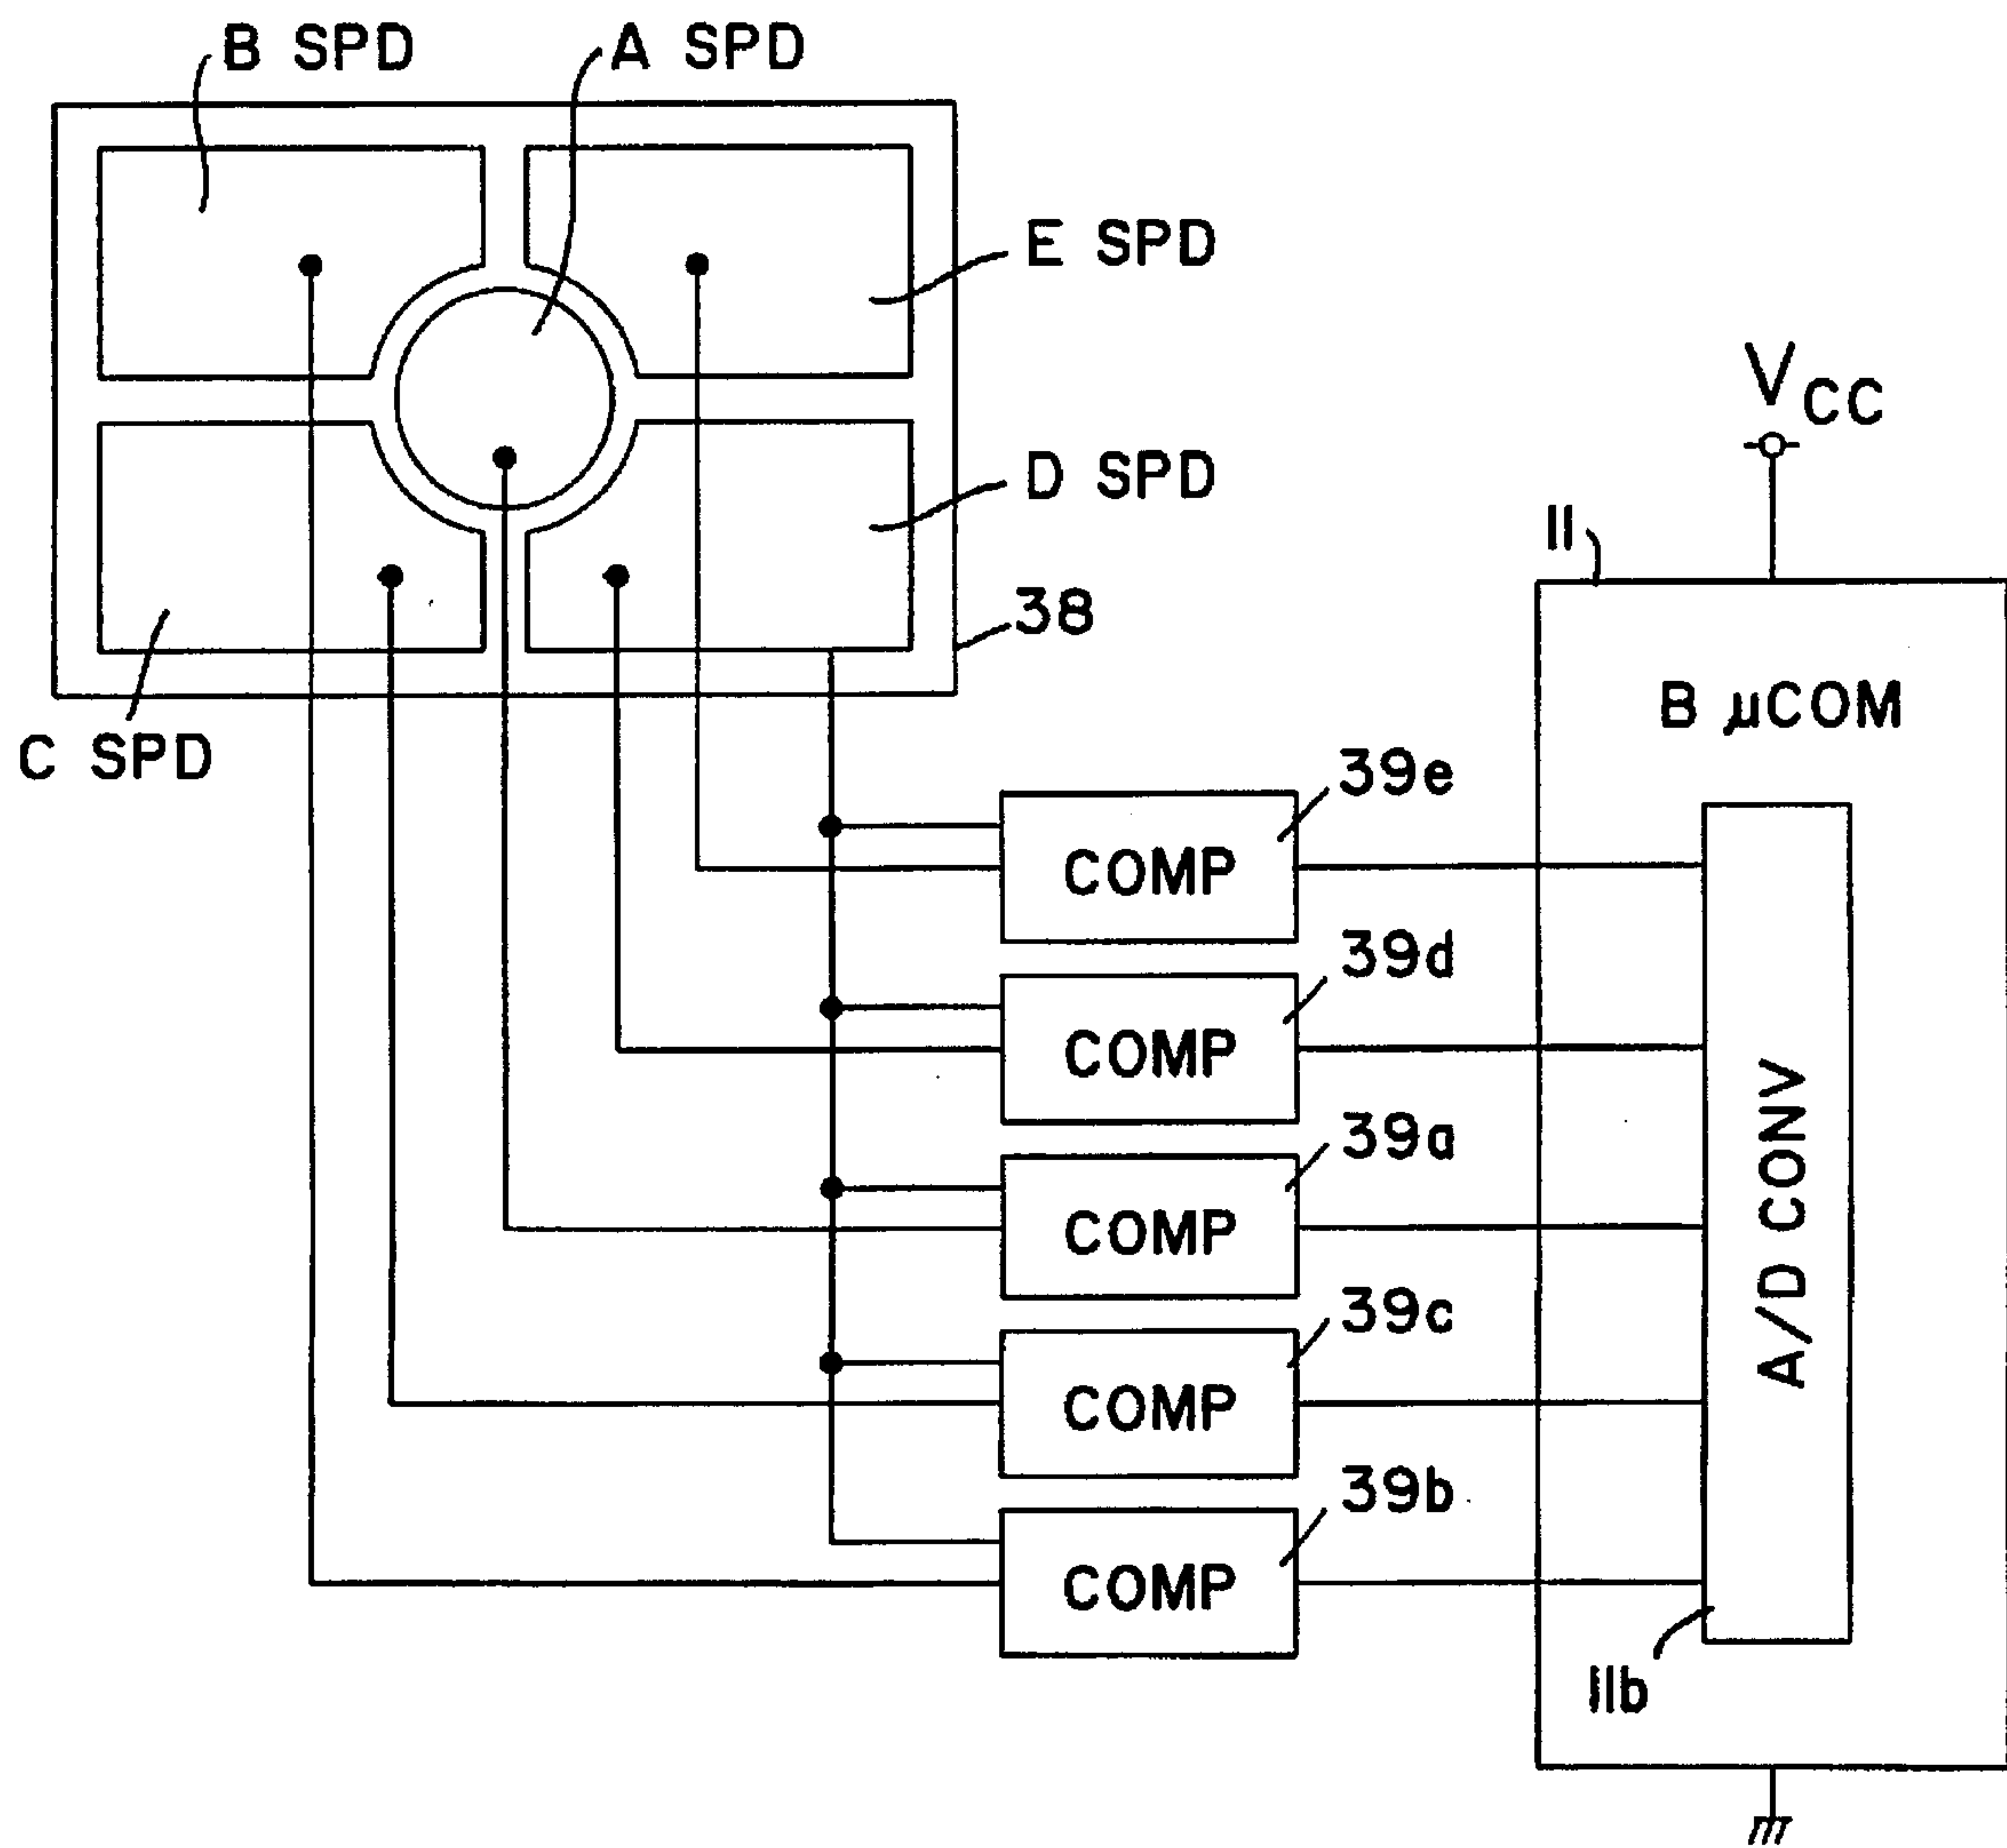 B SPD
A SPD
E SPD
D SPD
38
C SPD
VCC
11
B μCOM
39e
COMP
39d
COMP
39a
COMP
39c
COMP
39b
COMP
A/D CONV
11b